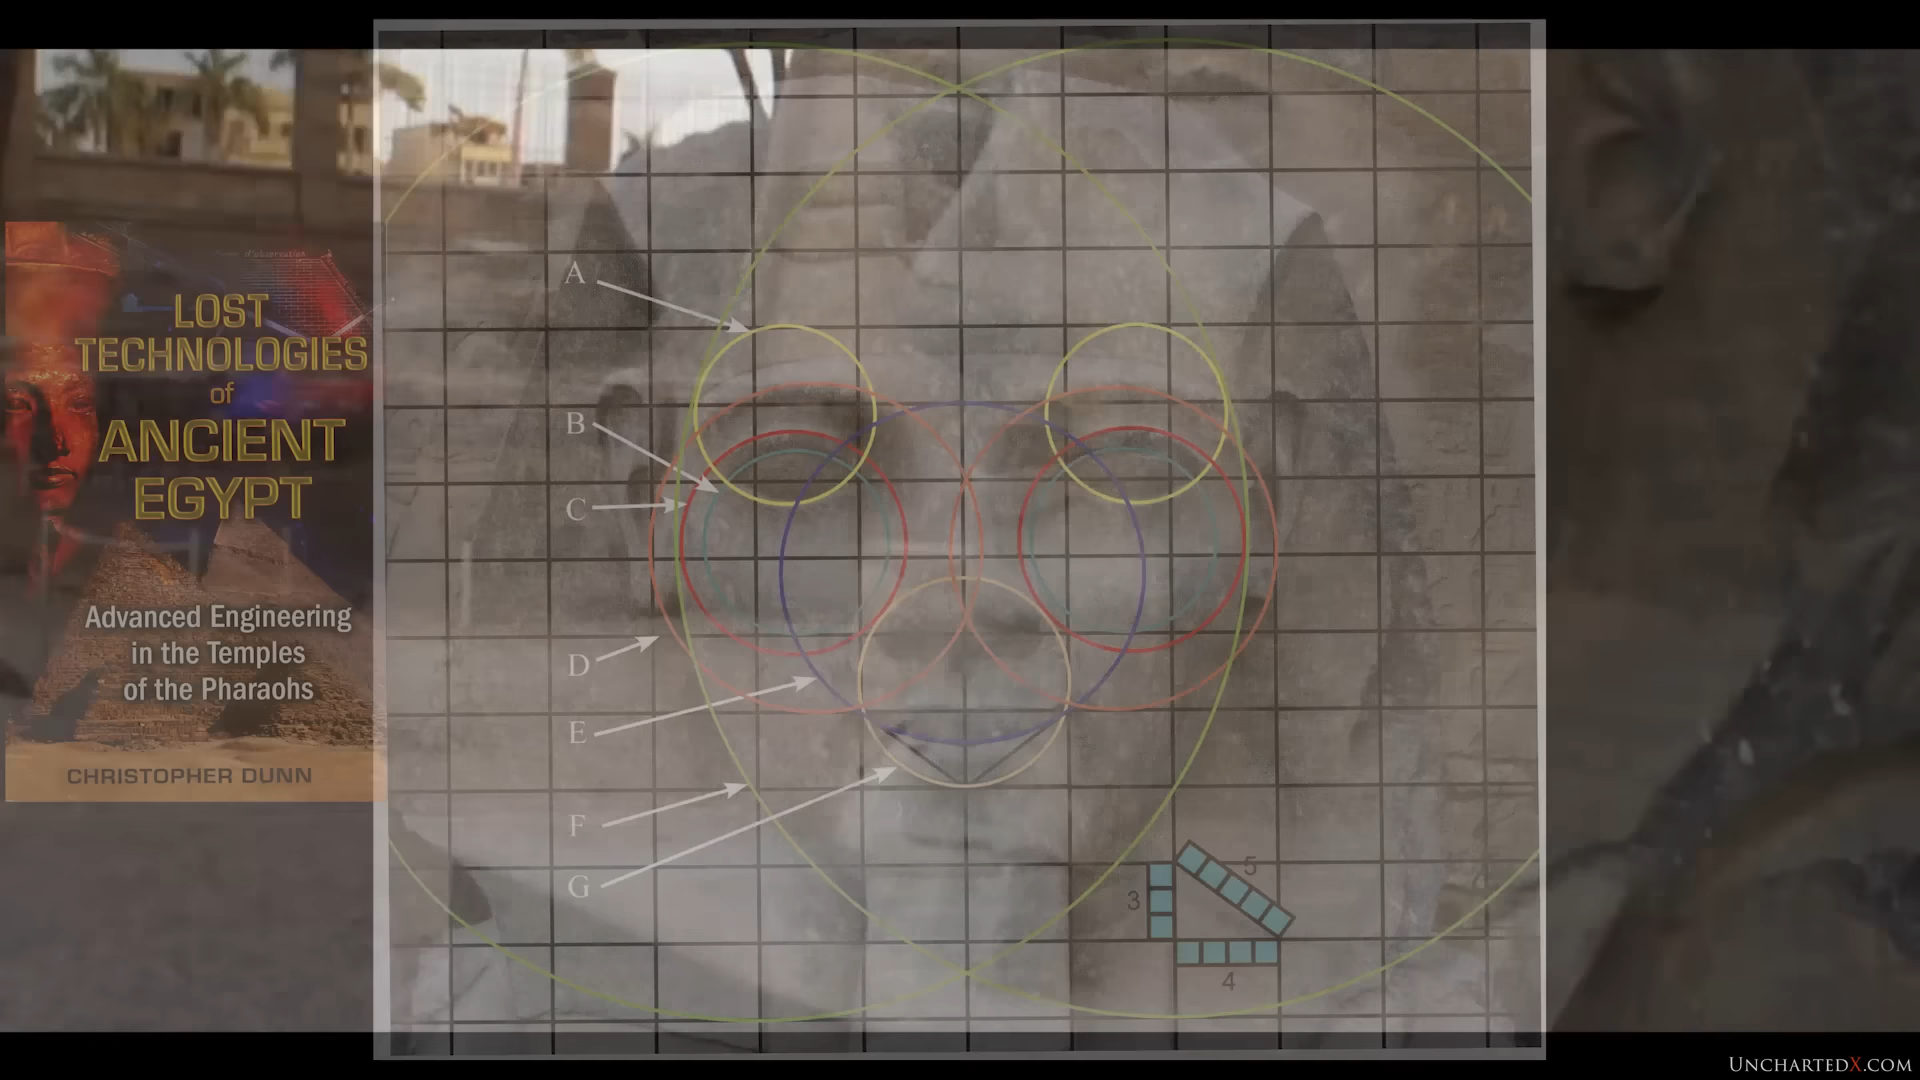 LOST
TECHNOLOGIES
of
ANCIENT
EGYPT
Advanced Engineering
in the Temples
of the Pharaohs
CHRISTOPHER DUNN
A
B
C
D
E
F
G
3
5
4
UNCHARTEDX.COM